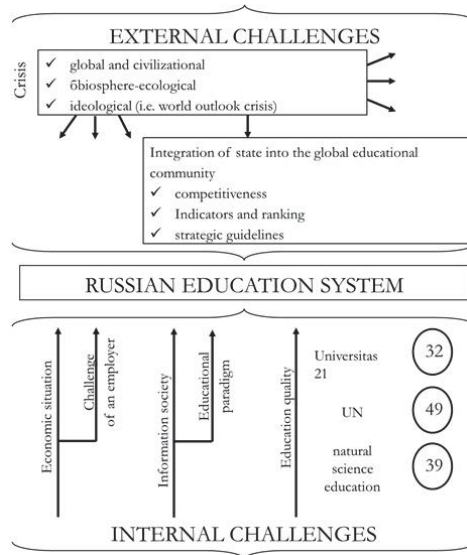 EXTERNAL CHALLENGES
Crisis
✓ global and civilizational
✓ бbiosphere-ecological
✓ ideological (i.e. world outlook crisis)
Integration of state into the global educational
community
✓ competitiveness
✓ Indicators and ranking
✓ strategic guidelines
RUSSIAN EDUCATION SYSTEM
Economic situation
Challenge
of an employer
Information society
Educational
paradigm
Education quality
Universitas
21
32
UN
49
natural
science
education
39
INTERNAL CHALLENGES